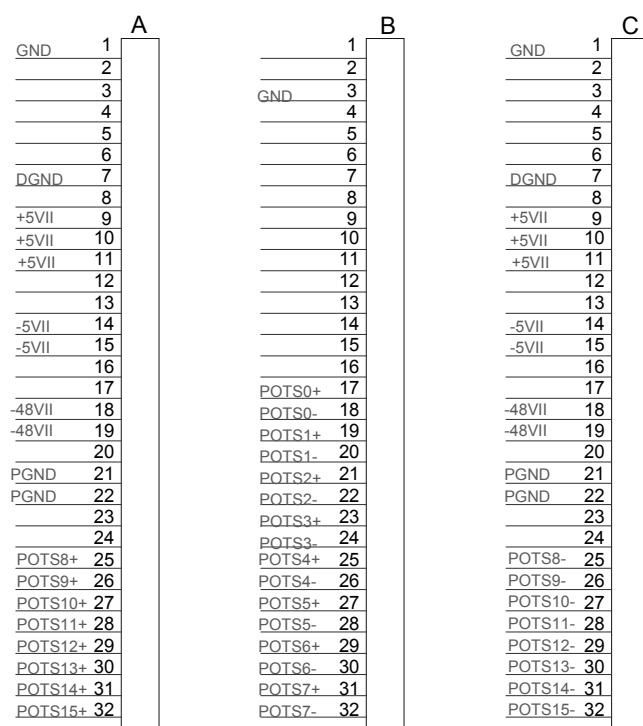 A B C
GND 1 1 GND 1
2 2 2
3 GND 3 3
4 4 4
5 5 5
6 6 6
DGND 7 7 DGND 7
8 8 8
+5VII 9 9 +5VII 9
+5VII 10 10 +5VII 10
+5VII 11 11 +5VII 11
12 12 12
13 13 13
-5VII 14 14 -5VII 14
-5VII 15 15 -5VII 15
16 16 16
17 POTS0+ 17 17
-48VII 18 POTS0- 18 -48VII 18
-48VII 19 POTS1+ 19 -48VII 19
20 POTS1- 20 20
PGND 21 POTS2+ 21 PGND 21
PGND 22 POTS2- 22 PGND 22
23 POTS3+ 23 23
24 POTS3- 24 24
POTS8+ 25 POTS4+ 25 POTS8- 25
POTS9+ 26 POTS4- 26 POTS9- 26
POTS10+ 27 POTS5+ 27 POTS10- 27
POTS11+ 28 POTS5- 28 POTS11- 28
POTS12+ 29 POTS6+ 29 POTS12- 29
POTS13+ 30 POTS6- 30 POTS13- 30
POTS14+ 31 POTS7+ 31 POTS14- 31
POTS15+ 32 POTS7- 32 POTS15- 32